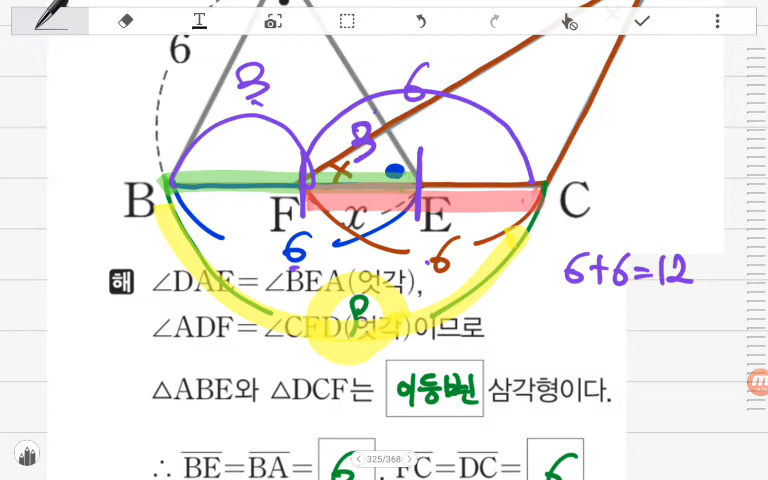 6
6
3
3
B F x E C
6 6
6+6=12
9
해 ∠DAE=∠BEA(엇각),
∠ADF=∠CFD(엇각)이므로
△ABE와 △DCF는 이등변 삼각형이다.
∴ BE=BA= 6, FC=DC= 6
325/368